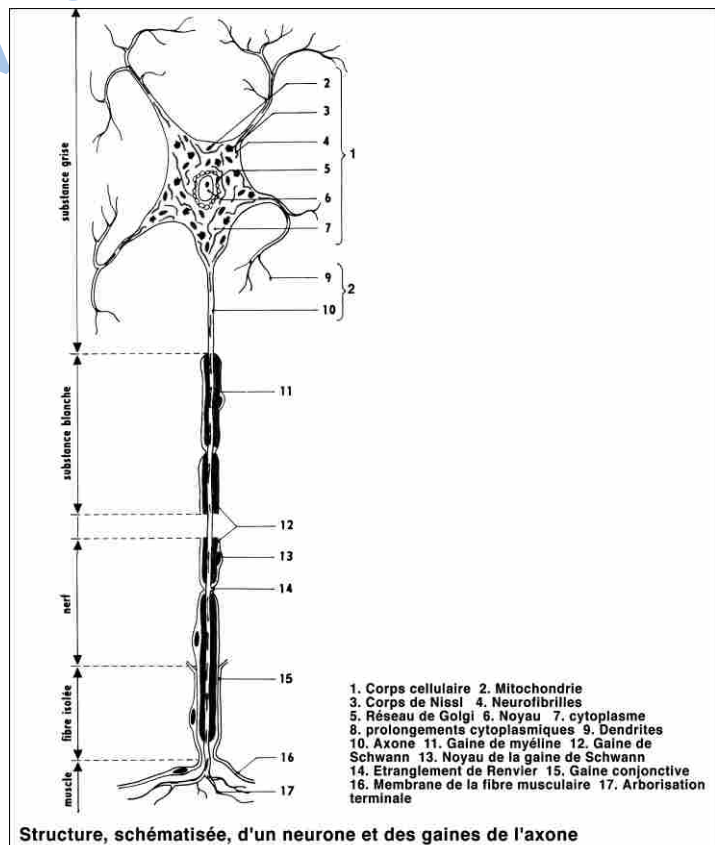 substance grise
2
3
4
1
5
6
7
9
2
10
substance blanche
11
12
nerf
13
14
fibre isolée
15
muscle
16
17
1. Corps cellaire 2. Mitochondrie
3. Corps de Nissl 4. Neurofibrilles
5. Réseau de Golgi 6. Noyau 7. cytoplasme
8. prolongements cytoplasmiques 9. Dendrites
10. Axone 11. Gaine de myéline 12. Gaine de
Schwann 13. Noyau de la gaine de Schwann
14. Etranglement de Renvier 15. Gaine conjonctive
16. Membrane de la fibre musculaire 17. Arborisation
terminale
Structure, schématisée, d'un neurone et des gaines de l'axone